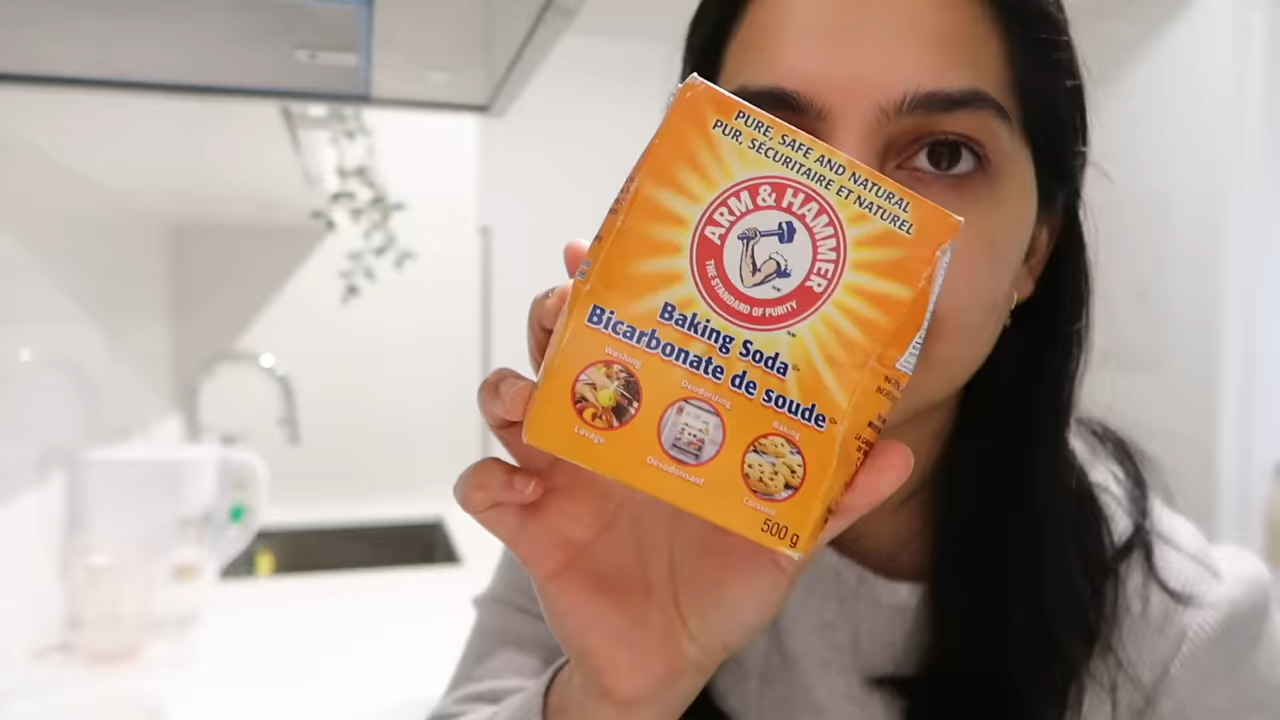 PURE, SAFE AND NATURAL
PUR, SÉCURITAIRE ET NATUREL
ARM & HAMMER
THE STANDARD OF PURITY
Baking Soda
Bicarbonate de soude
Washing
Lavage
Deodorizing
Désodorisant
Baking
Cuisson
500 g